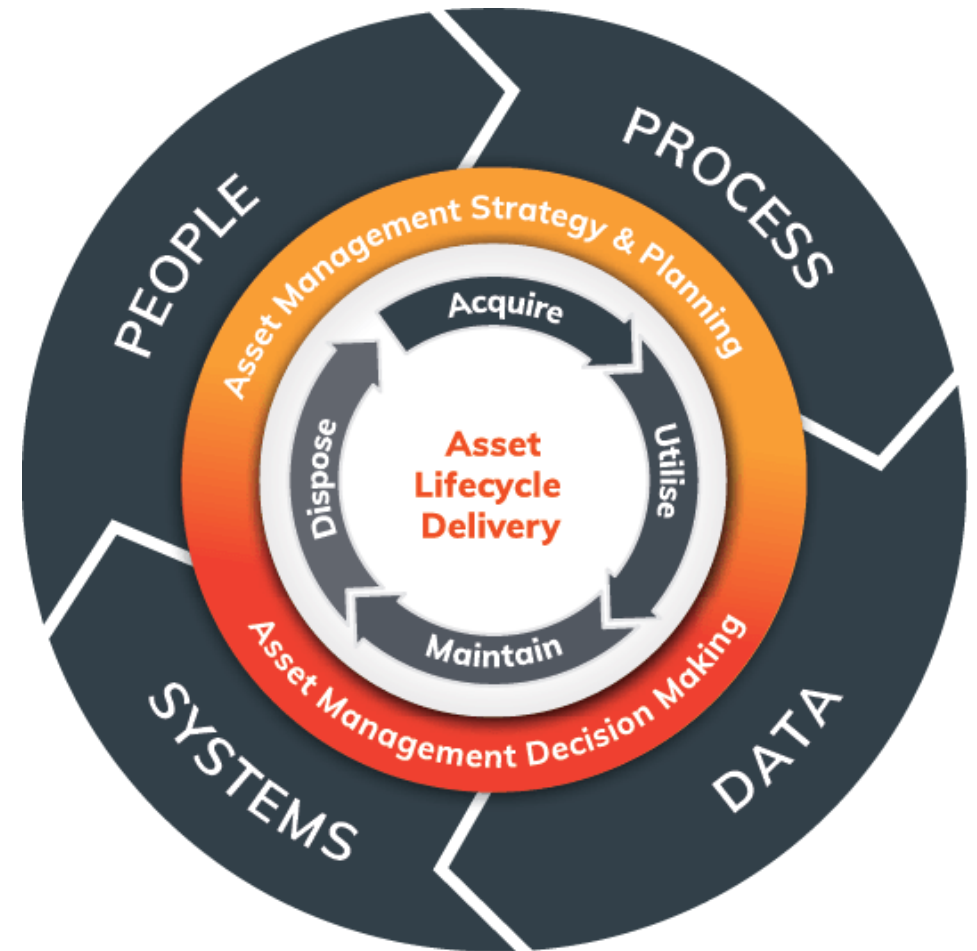 PEOPLE
PROCESS
DATA
SYSTEMS
Asset Management Strategy & Planning
Asset Management Decision Making
Acquire
Utilise
Maintain
Dispose
Asset
Lifecycle
Delivery